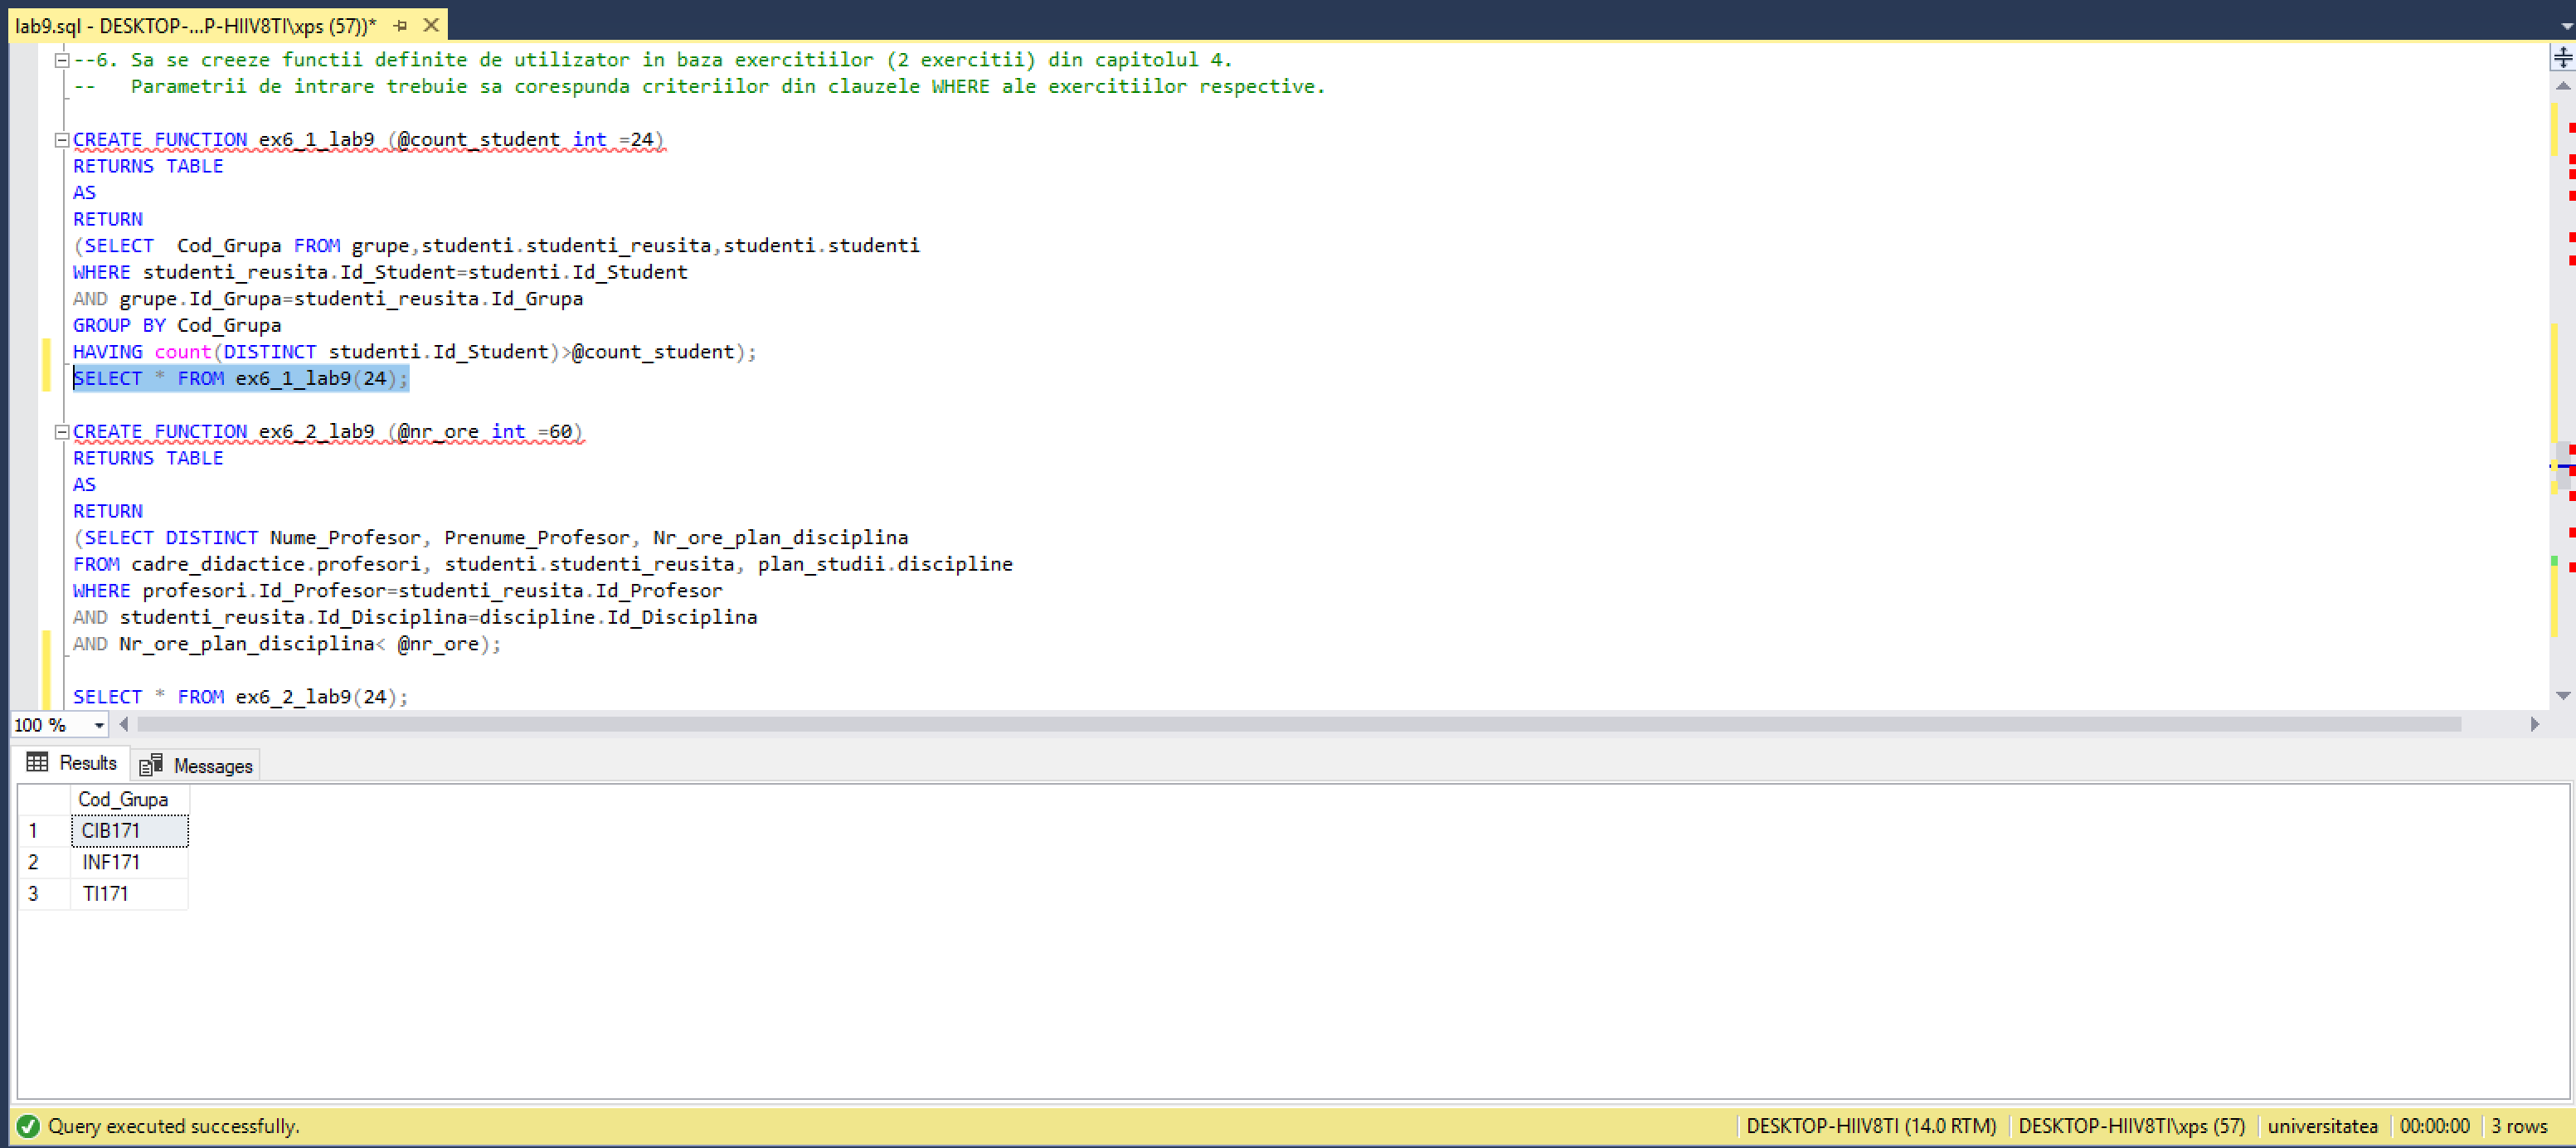 lab9.sql - DESKTOP-...P-HIIV8TI\xps (57))*
--6. Sa se creeze functii definite de utilizator in baza exercitiilor (2 exercitii) din capitolul 4.
--   Parametrii de intrare trebuie sa corespunda criteriilor din clauzele WHERE ale exercitiilor respective.
CREATE FUNCTION ex6_1_lab9 (@count_student int =24)
RETURNS TABLE
AS
RETURN
(SELECT  Cod_Grupa FROM grupe,studenti.studenti_reusita,studenti.studenti
WHERE studenti_reusita.Id_Student=studenti.Id_Student
AND grupe.Id_Grupa=studenti_reusita.Id_Grupa
GROUP BY Cod_Grupa
HAVING count(DISTINCT studenti.Id_Student)>@count_student);
SELECT * FROM ex6_1_lab9(24);
CREATE FUNCTION ex6_2_lab9 (@nr_ore int =60)
RETURNS TABLE
AS
RETURN
(SELECT DISTINCT Nume_Profesor, Prenume_Profesor, Nr_ore_plan_disciplina
FROM cadre_didactice.profesori, studenti.studenti_reusita, plan_studii.discipline
WHERE profesori.Id_Profesor=studenti_reusita.Id_Profesor
AND studenti_reusita.Id_Disciplina=discipline.Id_Disciplina
AND Nr_ore_plan_disciplina< @nr_ore);
SELECT * FROM ex6_2_lab9(24);
100 %
Results Messages
Cod_Grupa
1 CIB171
2 INF171
3 TI171
Query executed successfully. DESKTOP-HIIV8TI (14.0 RTM) DESKTOP-HIIV8TI\xps (57) universitatea 00:00:00 3 rows